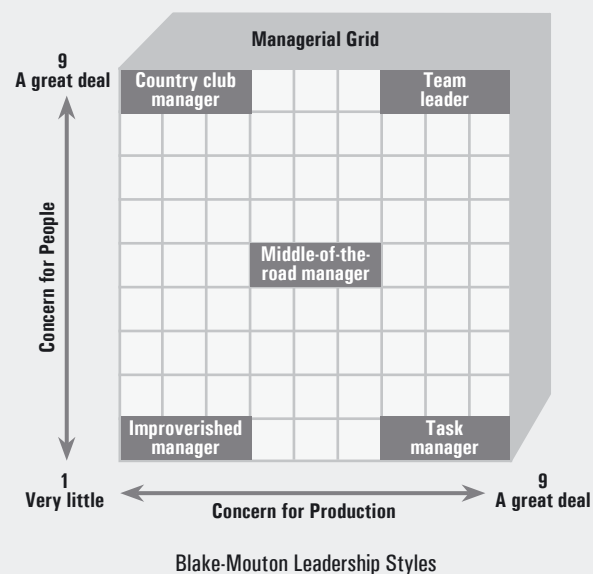 Managerial Grid
9
A great deal
Country club
manager
Team
leader
Concern for People
Middle-of-the-
road manager
Improverished
manager
Task
manager
1
Very little
Concern for Production
9
A great deal
Blake-Mouton Leadership Styles